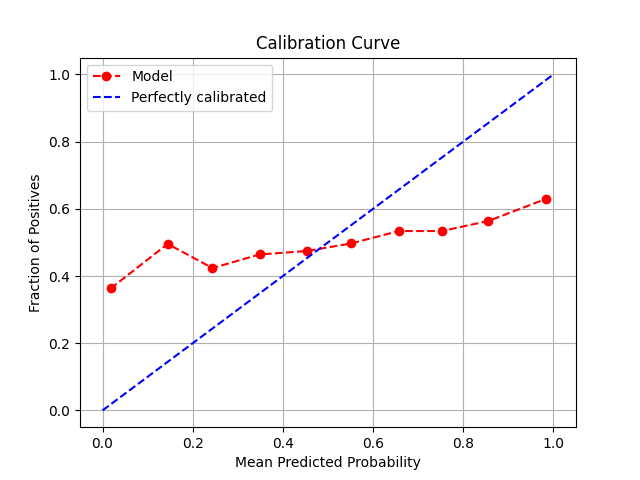 Calibration Curve
Model
Perfectly calibrated
1.0
0.8
0.6
0.4
0.2
0.0
Fraction of Positives
0.0 0.2 0.4 0.6 0.8 1.0
Mean Predicted Probability